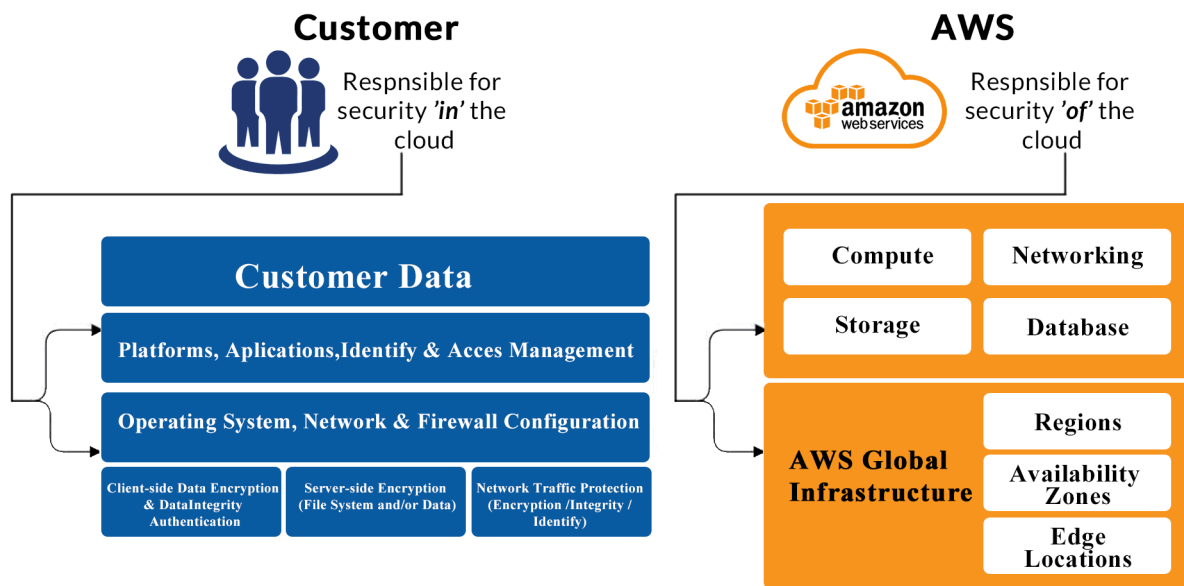 Customer
Respnsible for
security 'in' the
cloud
Customer Data
Platforms, Aplications,Identify & Acces Management
Operating System, Network & Firewall Configuration
Client-side Data Encryption
& DataIntegrity
Authentication
Server-side Encryption
(File System and/or Data)
Network Traffic Protection
(Encryption /Integrity /
Identify)
AWS
amazon
web services
Respnsible for
security 'of' the
cloud
Compute
Networking
Storage
Database
AWS Global
Infrastructure
Regions
Availability
Zones
Edge
Locations